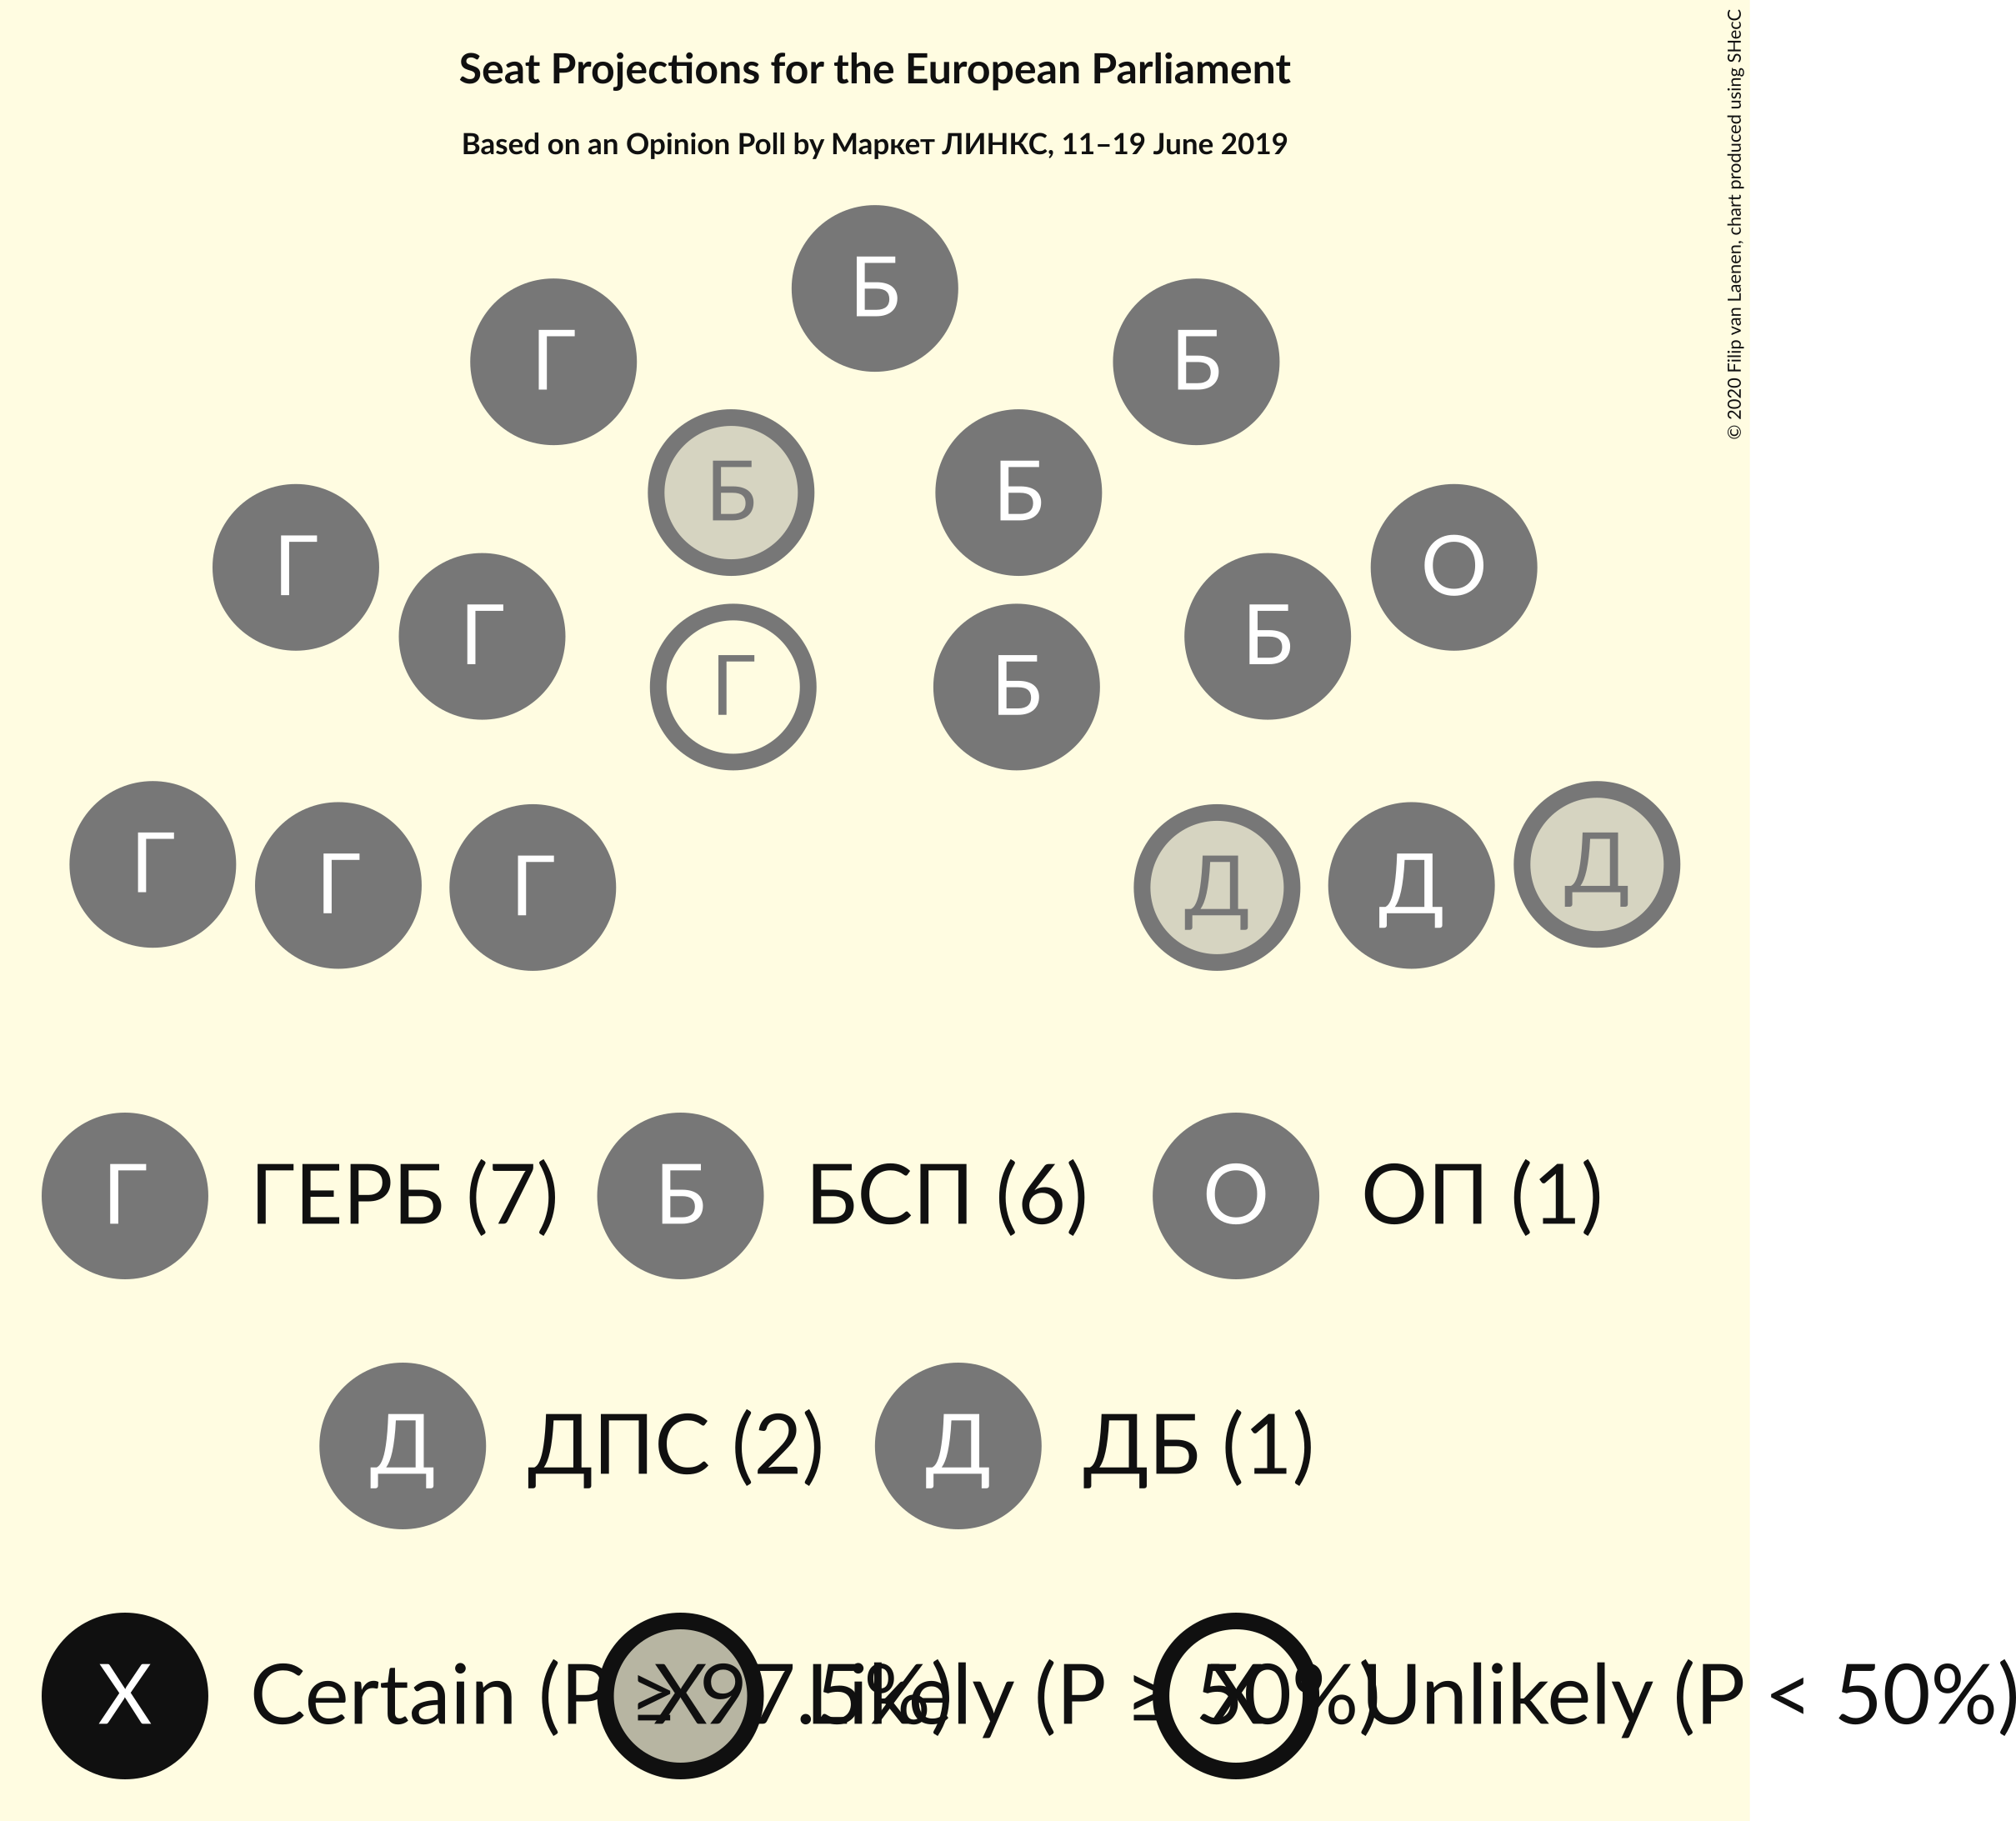 Seat Projections for the European Parliament
Based on an Opinion Poll by Маркет ЛИНКС, 11–19 June 2019
© 2020 Filip van Laenen, chart produced using SHecC
Б
Г
Б
Б
Б
Г
О
Г
Б
Г
Б
Г
Г
Г
Д
Д
Д
Г ГЕРБ (7) Б БСП (6) О ОП (1)
Д ДПС (2) Д ДБ (1)
X Certain (P ≥ 97.5%) X Likely (P ≥ 50%) X Unlikely (P < 50%)